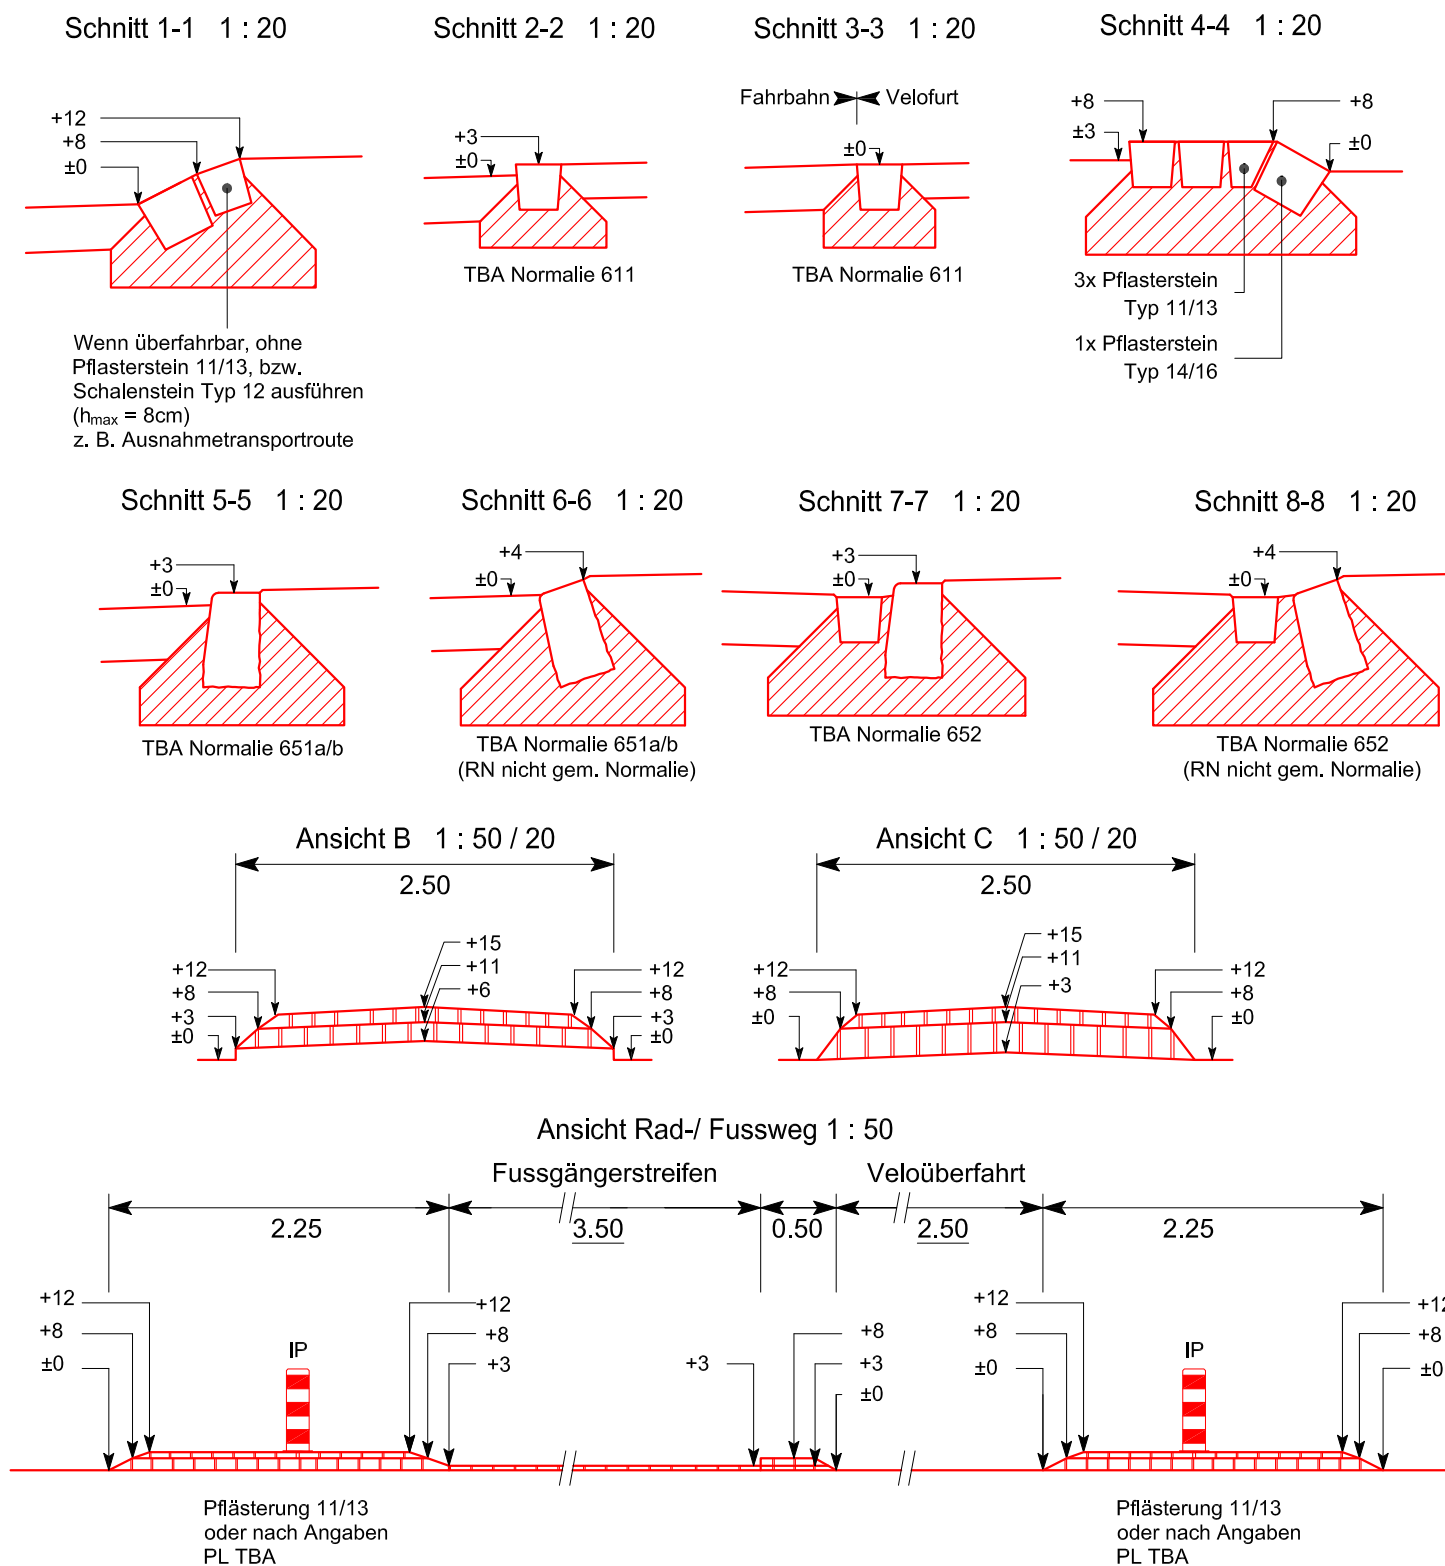 Schnitt 1-1 1 : 20
Schnitt 2-2 1 : 20
Schnitt 3-3 1 : 20
Schnitt 4-4 1 : 20
+12
+8
±0
Wenn überfahrbar, ohne
Pflasterstein 11/13, bzw.
Schalenstein Typ 12 ausführen
(hmax = 8cm)
z. B. Ausnahmetransportroute
+3
±0
TBA Normalie 611
Fahrbahn
Velofurt
±0
TBA Normalie 611
+8
±3
+8
±0
3x Pflasterstein
Typ 11/13
1x Pflasterstein
Typ 14/16
Schnitt 5-5 1 : 20
Schnitt 6-6 1 : 20
Schnitt 7-7 1 : 20
Schnitt 8-8 1 : 20
+3
±0
TBA Normalie 651a/b
+4
±0
TBA Normalie 651a/b
(RN nicht gem. Normalie)
+3
±0
TBA Normalie 652
+4
±0
TBA Normalie 652
(RN nicht gem. Normalie)
Ansicht B 1 : 50 / 20
2.50
+15
+11
+6
+12
+8
+3
±0
+12
+8
+3
±0
Ansicht C 1 : 50 / 20
2.50
+15
+11
+3
+12
+8
±0
+12
+8
±0
Ansicht Rad-/ Fussweg 1 : 50
Fussgängerstreifen
Veloüberfahrt
2.25
3.50
0.50
2.50
2.25
+12
+8
±0
IP
+12
+8
+3
+3
+8
+3
±0
+12
+8
±0
IP
+12
+8
±0
Pflästerung 11/13
oder nach Angaben
PL TBA
Pflästerung 11/13
oder nach Angaben
PL TBA